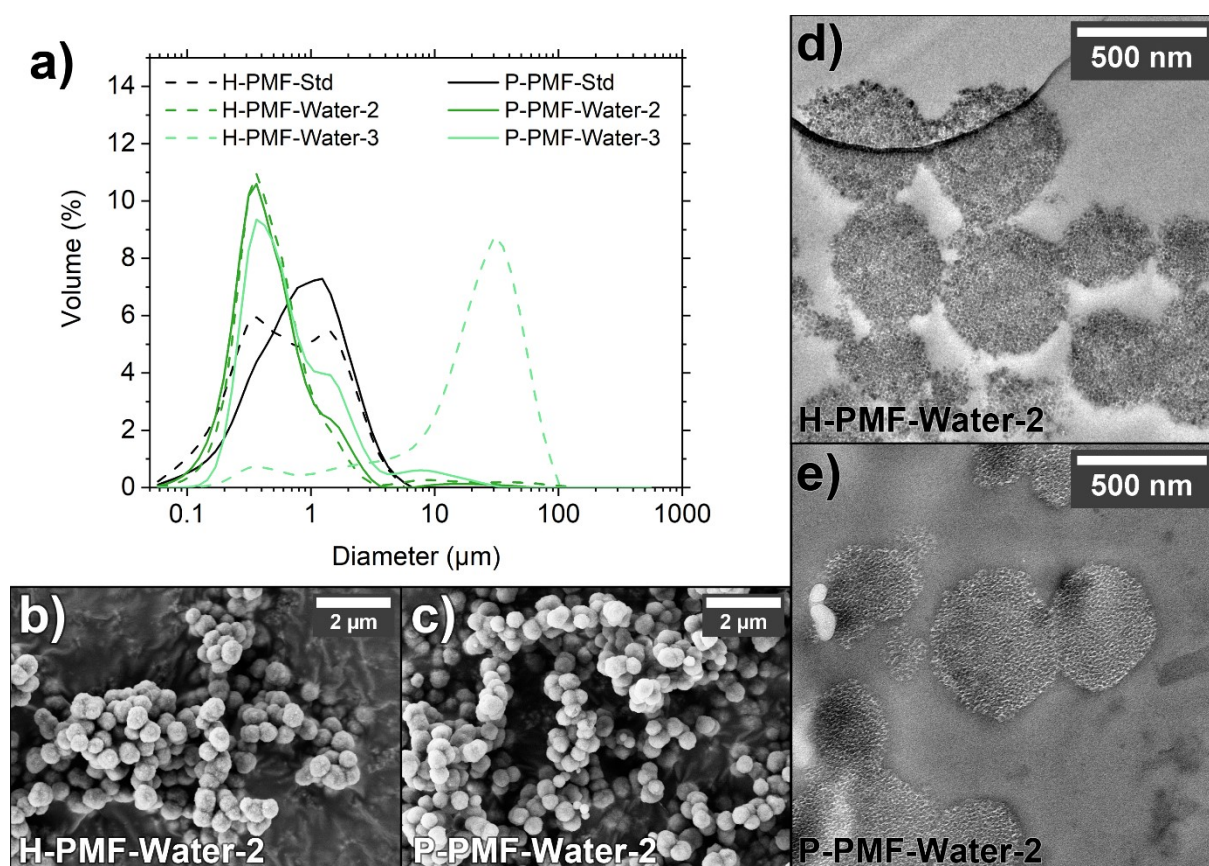 a)
H-PMF-Std
P-PMF-Std
H-PMF-Water-2
P-PMF-Water-2
H-PMF-Water-3
P-PMF-Water-3
15
14
12
10
8
6
4
2
0
Volume (%)
0.1
1
10
100
1000
Diameter (µm)
b)
2 µm
H-PMF-Water-2
c)
2 µm
P-PMF-Water-2
d)
500 nm
H-PMF-Water-2
e)
500 nm
P-PMF-Water-2